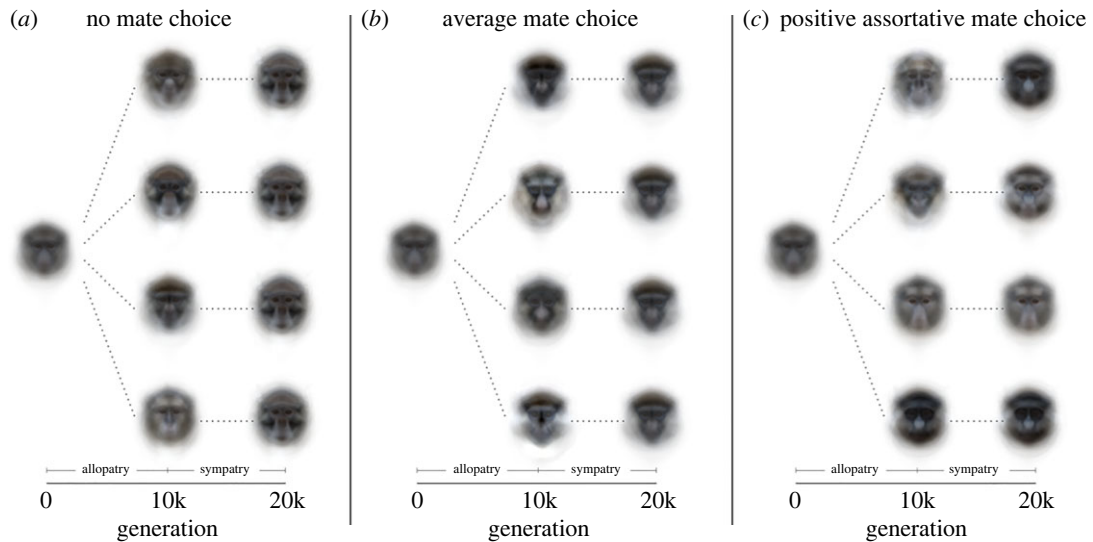 (a) no mate choice
(b) average mate choice
(c) positive assortative mate choice
allopatry sympatry
0 10k 20k
generation
allopatry sympatry
0 10k 20k
generation
allopatry sympatry
0 10k 20k
generation